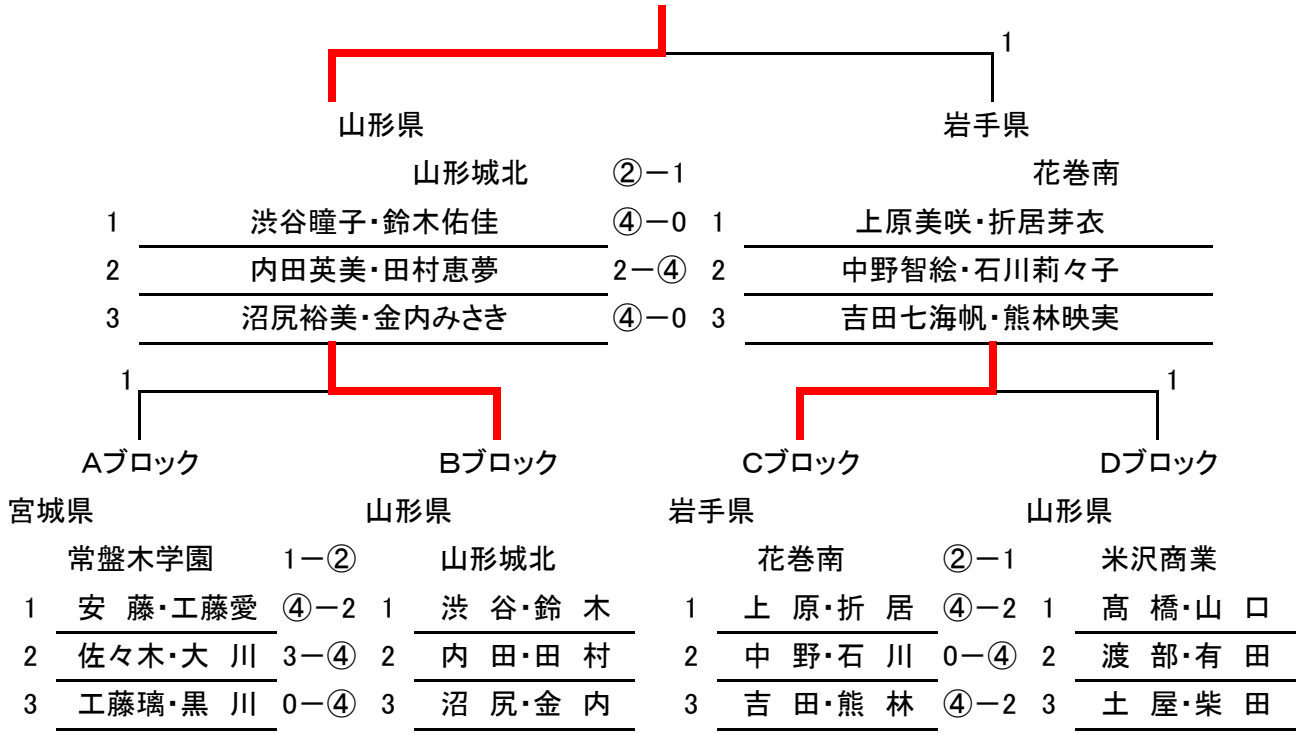 1
山形県 岩手県
山形城北 ②－1 花巻南
1 渋谷瞳子・鈴木佑佳 ④－0 1 上原美咲・折居芽衣
2 内田英美・田村恵夢 2－④ 2 中野智絵・石川莉々子
3 沼尻裕美・金内みさき ④－0 3 吉田七海帆・熊林映実
1 1
Aブロック Bブロック Cブロック Dブロック
宮城県 山形県 岩手県 山形県
常盤木学園 1－② 山形城北 花巻南 ②－1 米沢商業
1 安 藤・工藤愛 ④－2 1 渋 谷・鈴 木 1 上 原・折 居 ④－2 1 髙 橋・山 口
2 佐々木・大 川 3－④ 2 内 田・田 村 2 中 野・石 川 0－④ 2 渡 部・有 田
3 工藤璃・黒 川 0－④ 3 沼 尻・金 内 3 吉 田・熊 林 ④－2 3 土 屋・柴 田